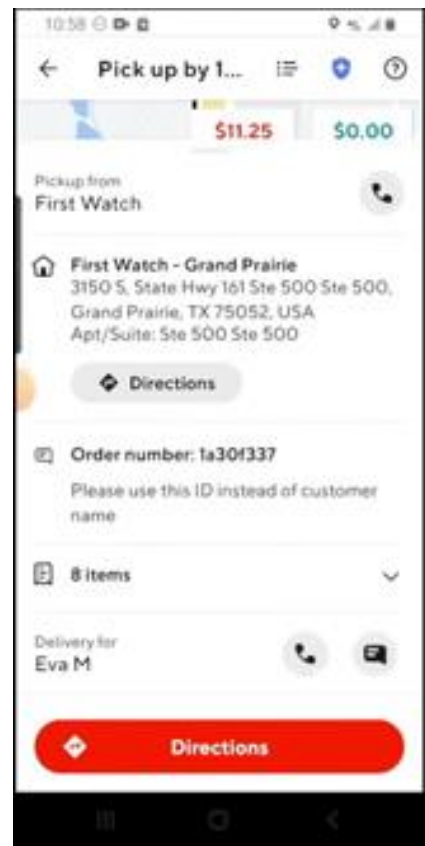 10:58
Pick up by 1...
$11.25
$0.00
Pickup from
First Watch
First Watch - Grand Prairie
3150 S, State Hwy 161 Ste 500 Ste 500,
Grand Prairie, TX 75052, USA
Apt/Suite: Ste 500 Ste 500
Directions
Order number: 1a30f337
Please use this ID instead of customer
name
8 items
Delivery for
Eva M
Directions